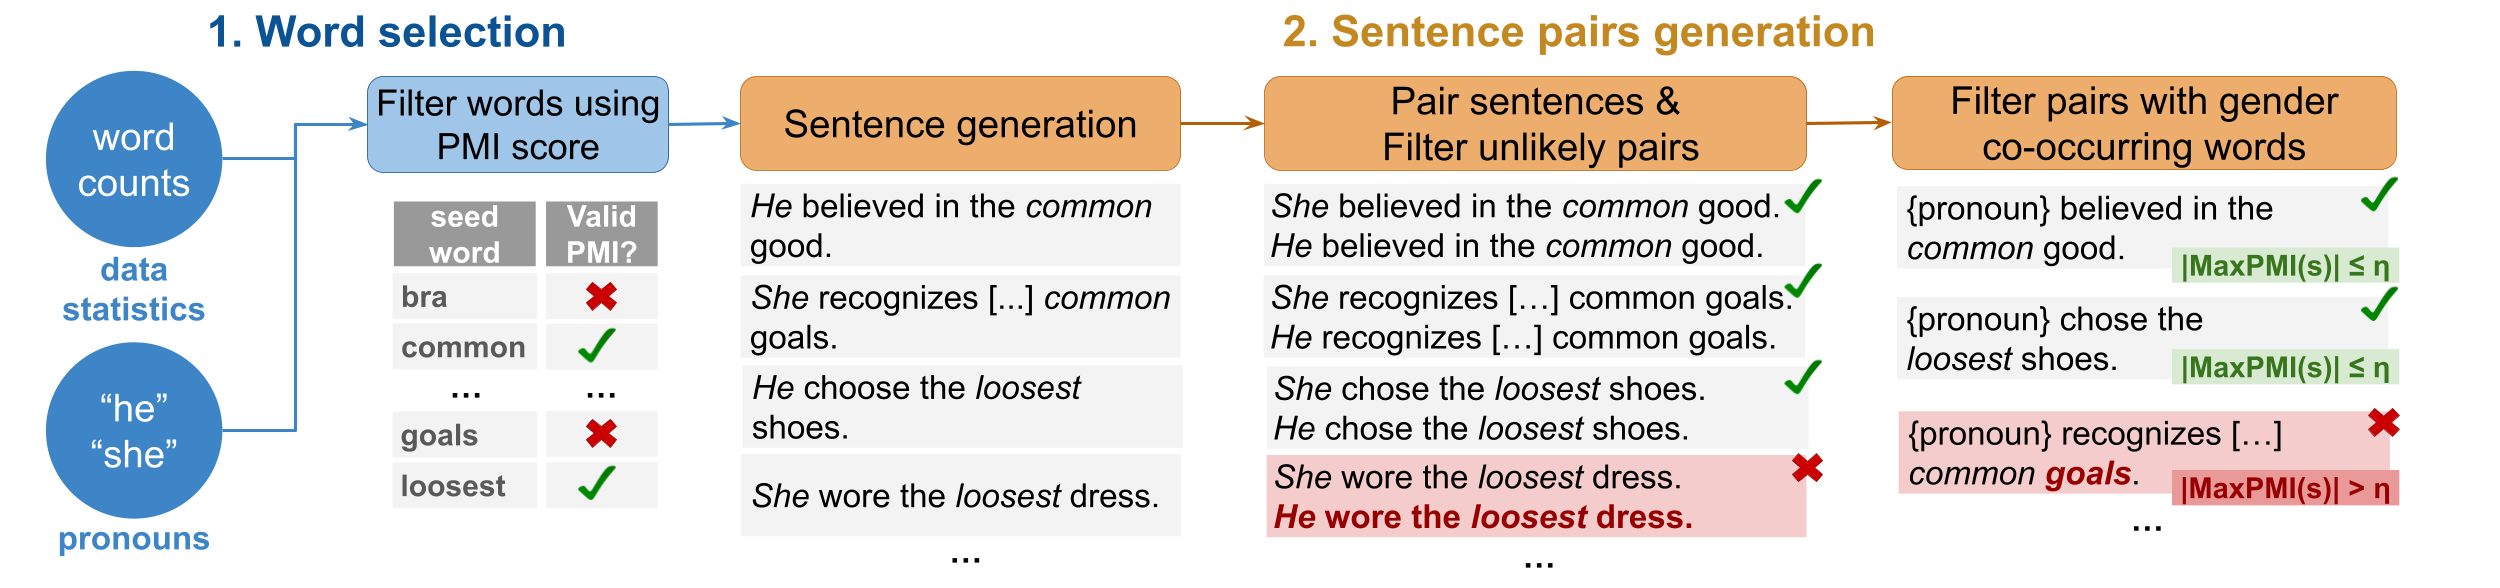 1. Word selection
2. Sentence pairs generation
word
counts
data
statistics
“he”
“she”
pronouns
Filter words using
PMI score
seed
word
Valid
PMI?
bra
common
... ...
goals
loosest
Sentence generation
He believed in the common
good.
She recognizes [...] common
goals.
He choose the loosest
shoes.
She wore the loosest dress.
...
Pair sentences &
Filter unlikely pairs
She believed in the common good.
He believed in the common good.
She recognizes [...] common goals.
He recognizes [...] common goals.
She chose the loosest shoes.
He chose the loosest shoes.
She wore the loosest dress.
He wore the loosest dress.
...
Filter pairs with gender
co-occurring words
{pronoun} believed in the
common good.
|MaxPMI(s)| ≤ η
{pronoun} chose the
loosest shoes.
|MaxPMI(s)| ≤ η
{pronoun} recognizes [...]
common goals.
|MaxPMI(s)| > η
...